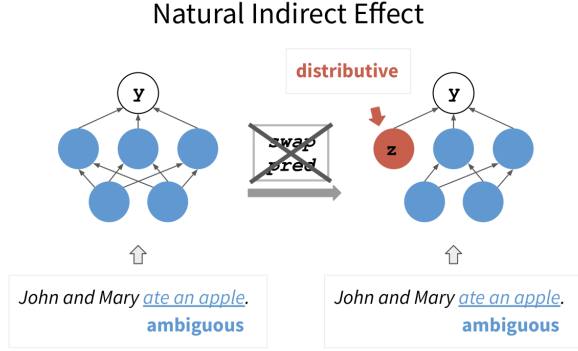 Natural Indirect Effect
distributive
y
y
swap
pred
z
John and Mary ate an apple.
ambiguous
John and Mary ate an apple.
ambiguous